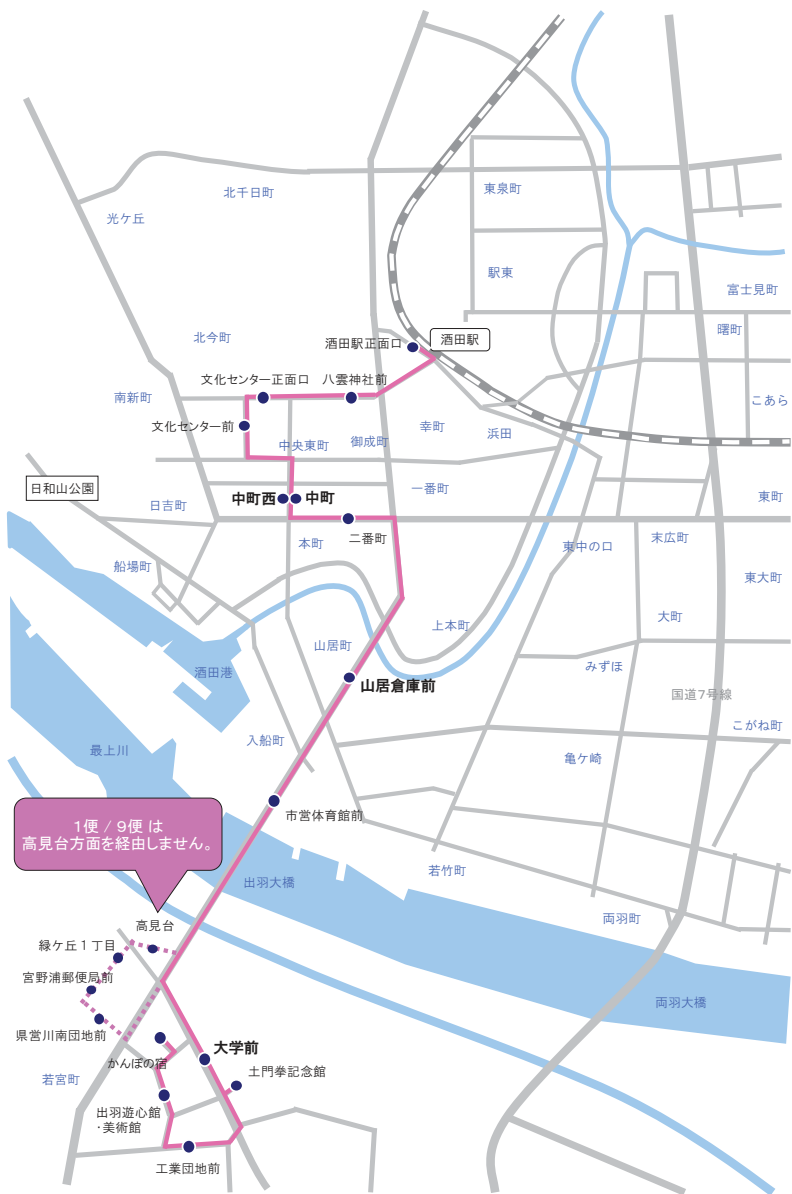 北千日町
東泉町
光ケ丘
駅東
富士見町
曙町
北今町
酒田駅正面口
酒田駅
文化センター正面口
八雲神社前
南新町
こあら
文化センター前
中央東町
御成町
幸町
浜田
日和山公園
日吉町
中町西
中町
一番町
東町
本町
二番町
東中の口
末広町
船場町
東大町
大町
上本町
山居町
みずほ
酒田港
山居倉庫前
国道7号線
こがね町
入船町
最上川
亀ケ崎
市営体育館前
1便 / 9便 は
高見台方面を経由しません。
出羽大橋
若竹町
高見台
両羽町
緑ケ丘1丁目
宮野浦郵便局前
両羽大橋
県営川南団地前
大学前
かんぽの宿
土門拳記念館
若宮町
出羽遊心館
・美術館
工業団地前